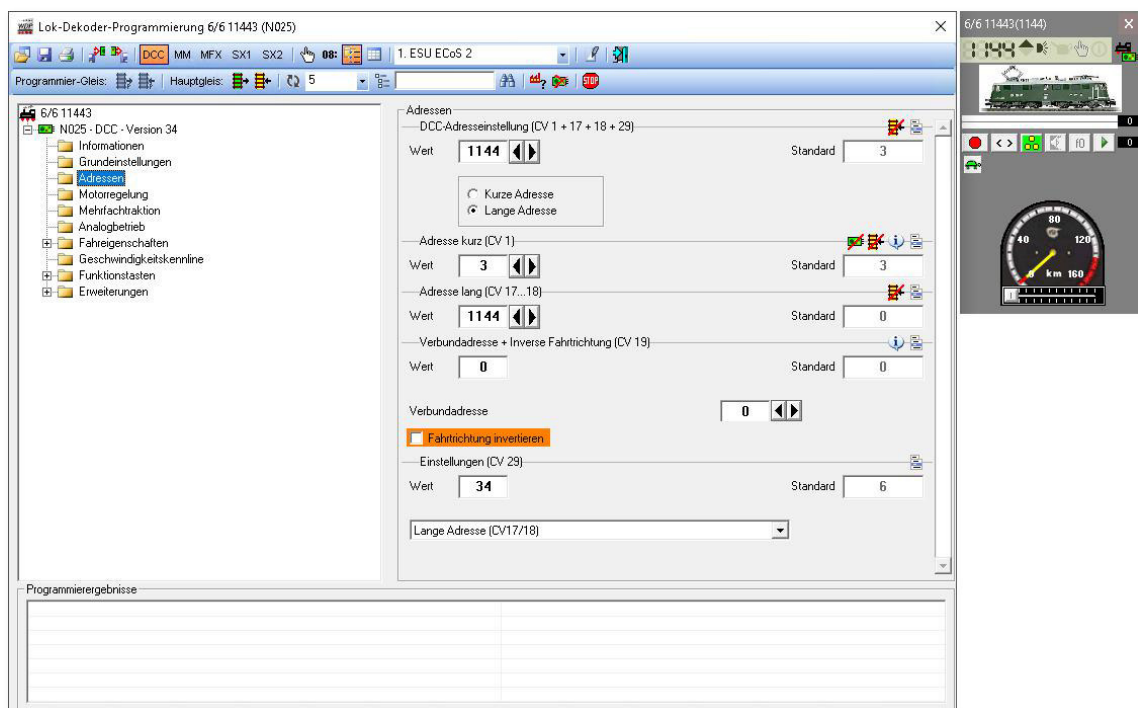 Lok-Dekoder-Programmierung 6/6 11443 (N025)
DCC MM MFX SX1 SX2 08: 1. ESU ECoS 2
Programmier-Gleis: Hauptgleis: 5 STOP
6/6 11443
N025 - DCC - Version 34
Informationen
Grundeinstellungen
Adressen
Motorregelung
Mehrfachtraktion
Analogbetrieb
Fahreigenschaften
Geschwindigkeitskennline
Funktionstasten
Erweiterungen
Adressen
DCC-Adresseinstellung (CV 1 + 17 + 18 + 29)
Wert 1144 Standard 3
Kurze Adresse
Lange Adresse
Adresse kurz (CV 1)
Wert 3 Standard 3
Adresse lang (CV 17...18)
Wert 1144 Standard 0
Verbundadresse + Inverse Fahrtrichtung (CV 19)
Wert 0 Standard 0
Verbundadresse 0
Fahrtrichtung invertieren
Einstellungen (CV 29)
Wert 34 Standard 6
Lange Adresse (CV17/18)
Programmierergebnisse
6/6 11443(1144)
1144
0
f0 0
80
40 120
0 km 160